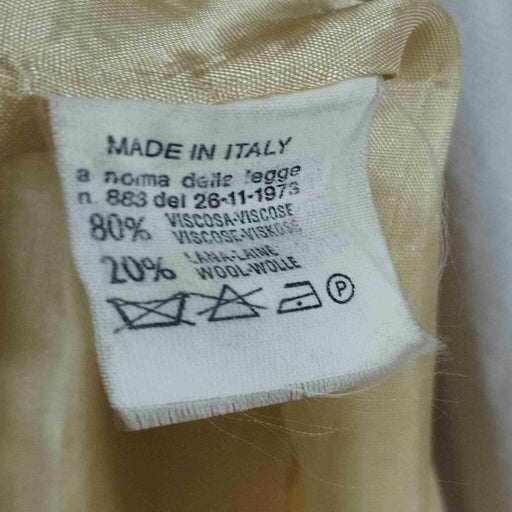 MADE IN ITALY
a norma della legge
n. 883 del 26-11-1973
80% VISCOSA-VISCOSE
VISCOSE-VISKOSE
20% LANA-LAINE
WOOL-WOLLE
P